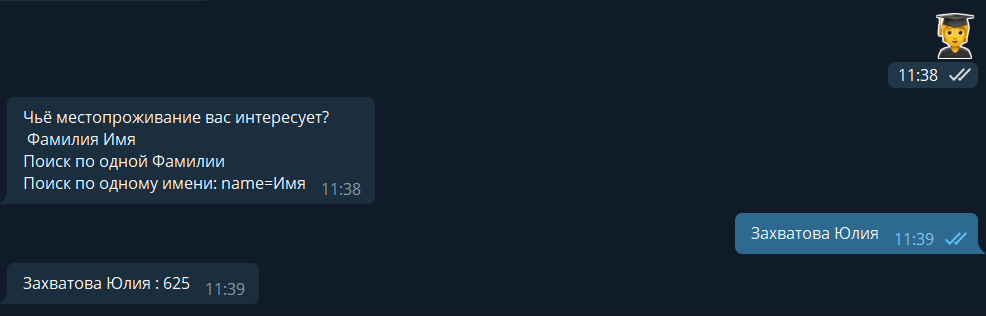 11:38
Чьё местопроживание вас интересует?
Фамилия Имя
Поиск по одной Фамилии
Поиск по одному имени: name=Имя 11:38
Захватова Юлия 11:39
Захватова Юлия : 625 11:39